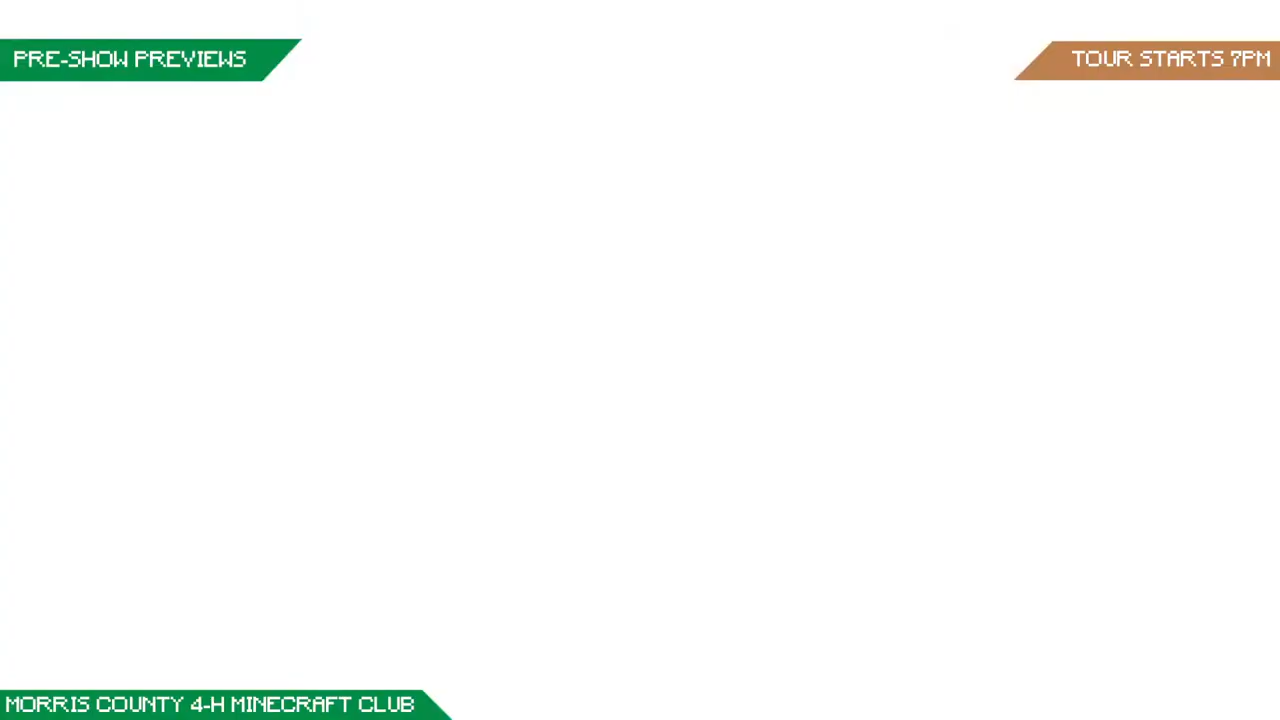 PRE-SHOW PREVIEWS
TOUR STARTS 7PM
MORRIS COUNTY 4-H MINECRAFT CLUB